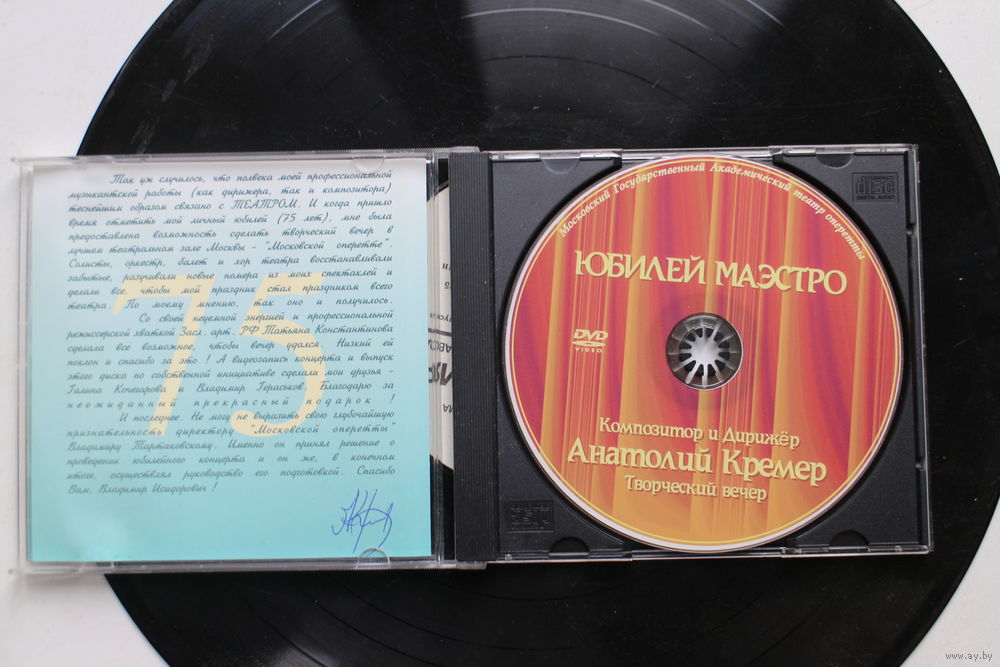 Так уж случилось, что полвека моей профессиональной
музыкантской работы (как дирижера, так и композитора)
теснейшим образом связано с ТЕАТРОМ. И когда пришло
время отметить мой личный юбилей (75 лет), мне была
предоставлена возможность сделать творческий вечер в
лучшем театральном зале Москвы - "Московской оперетте".
Солисты, оркестр, балет и хор театра восстанавливали
забытые, разучивали новые номера из моих спектаклей и
делали все, чтобы мой праздник стал праздником всего
театра. По моему мнению, так оно и получилось.
Со своей неуемной энергией и профессиональной
режиссерской хваткой Засл. арт. РФ Татьяна Константинова
сделала все возможное, чтобы вечер удался. Низкий ей
поклон и спасибо за это ! А видеозапись концерта и выпуск
этого диска по собственной инициативе сделали мои друзья -
Галина Кочегарова и Владимир Гераськов. Благодарю за
неожиданный прекрасный подарок !
И последнее. Не могу не выразить свою глубочайшую
признательность директору "Московской оперетты"
Владимиру Тартаковскому. Именно он принял решение о
проведении юбилейного концерта и он же, в конечном
итоге, осуществлял руководство его подготовкой. Спасибо
Вам, Владимир Исидорович !
75
Московский Государственный Академический театр оперетты
ЮБИЛЕЙ МАЭСТРО
DVD
VIDEO
Композитор и Дирижёр
Анатолий Кремер
Творческий вечер
COMPACT
disc
DIGITAL AUDIO
www.ay.by